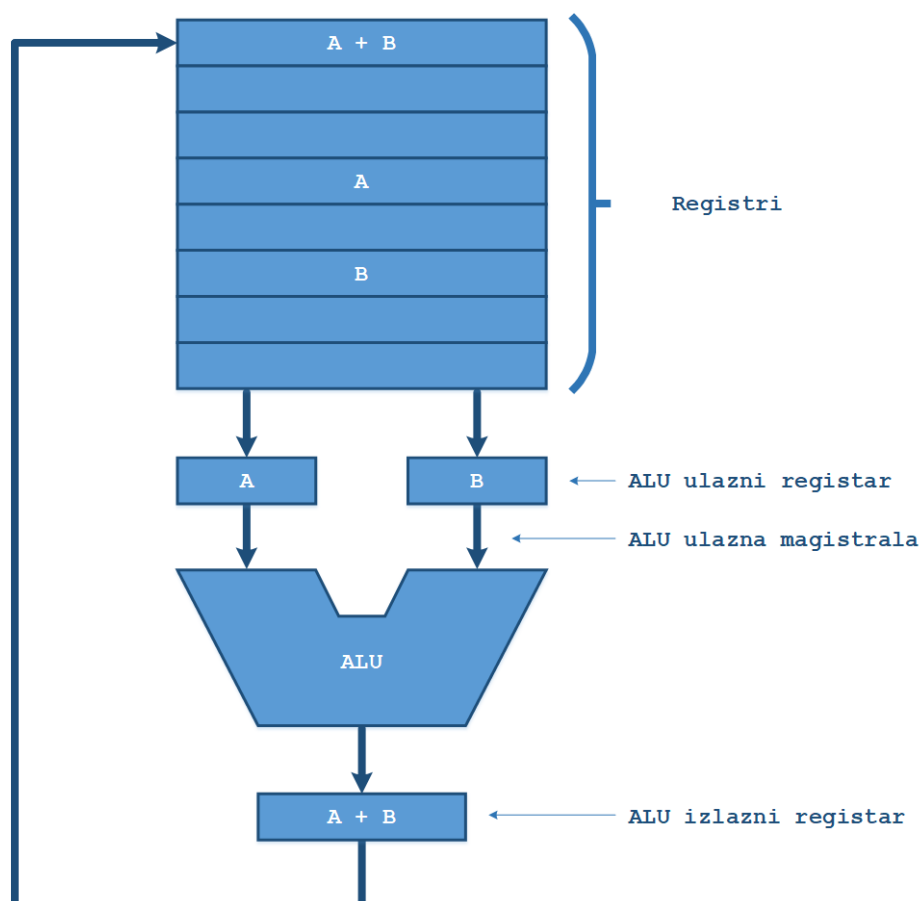 A + B
A
Registri
B
A
B
ALU ulazni registar
ALU ulazna magistrala
ALU
A + B
ALU izlazni registar